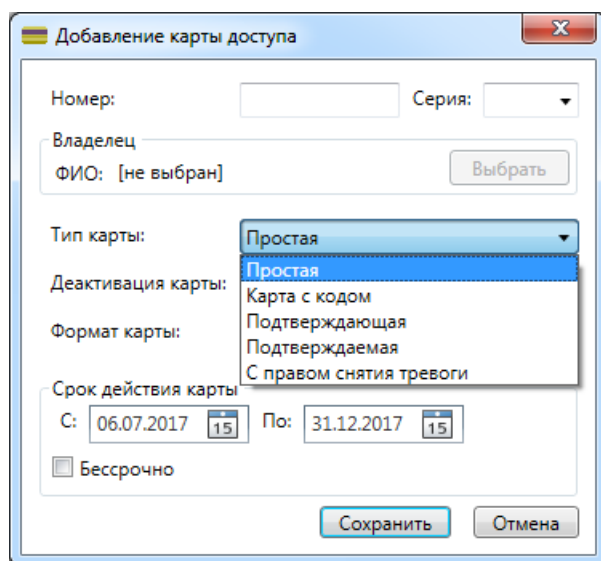 Добавление карты доступа
Номер: Серия:
Владелец
ФИО: [не выбран] Выбрать
Тип карты: Простая
Простая
Деактивация карты:
Карта с кодом
Подтверждающая
Формат карты:
Подтверждаемая
С правом снятия тревоги
Срок действия карты
С: 06.07.2017 15 По: 31.12.2017 15
Бессрочно
Сохранить Отмена